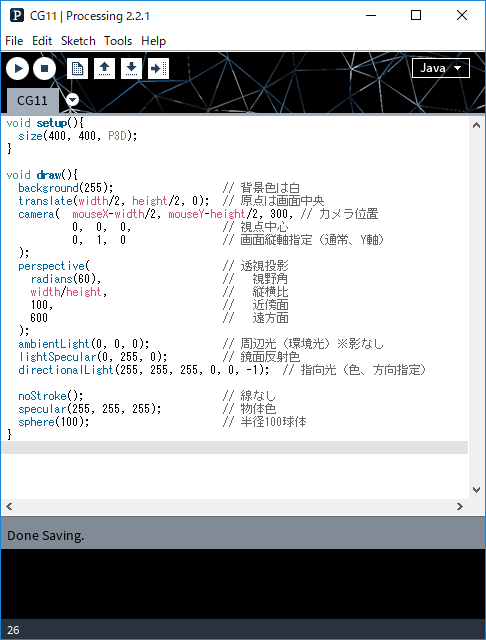 CG11 | Processing 2.2.1
File Edit Sketch Tools Help
Java
CG11
void setup(){
  size(400, 400, P3D);
}

void draw(){
  background(255);                  // 背景色は白
  translate(width/2, height/2, 0);  // 原点は画面中央
  camera(  mouseX-width/2, mouseY-height/2, 300, // カメラ位置
           0,  0,  0,               // 視点中心
           0,  1,  0                // 画面縦軸指定（通常、Y軸）
  );
  perspective(                      // 透視投影
    radians(60),                    //   視野角
    width/height,                   //   縦横比
    100,                            //   近傍面
    600                             //   遠方面
  );
  ambientLight(0, 0, 0);            // 周辺光（環境光）※影なし
  lightSpecular(0, 255, 0);         // 鏡面反射色
  directionalLight(255, 255, 255, 0, 0, -1);  // 指向光（色、方向指定）

  noStroke();                       // 線なし
  specular(255, 255, 255);          // 物体色
  sphere(100);                      // 半径100球体
}
Done Saving.
26